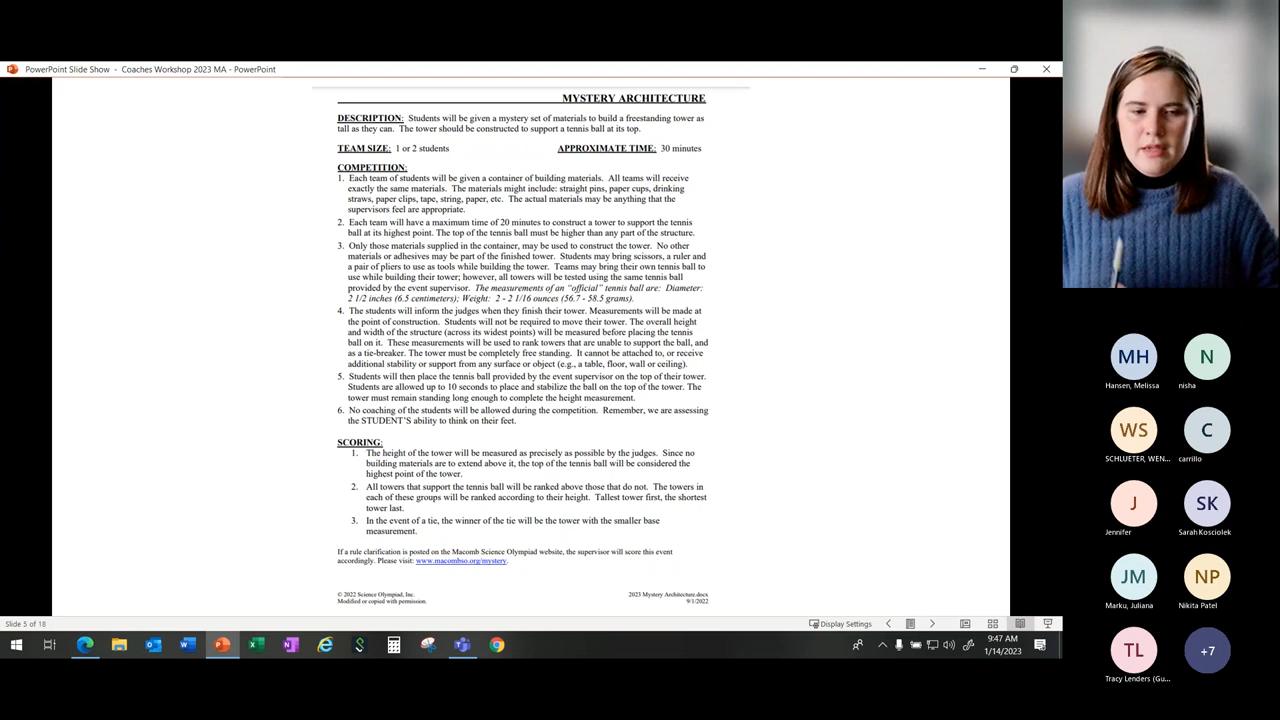 PowerPoint Slide Show - Coaches Workshop 2023 MA - PowerPoint
MYSTERY ARCHITECTURE
DESCRIPTION: Students will be given a mystery set of materials to build a freestanding tower as
tall as they can. The tower should be constructed to support a tennis ball at its top.
TEAM SIZE: 1 or 2 students APPROXIMATE TIME: 30 minutes
COMPETITION:
1. Each team of students will be given a container of building materials. All teams will receive
exactly the same materials. The materials might include: straight pins, paper cups, drinking
straws, paper clips, tape, string, paper, etc. The actual materials may be anything that the
supervisors feel are appropriate.
2. Each team will have a maximum time of 20 minutes to construct a tower to support the tennis
ball at its highest point. The top of the tennis ball must be higher than any part of the structure.
3. Only those materials supplied in the container, may be used to construct the tower. No other
materials or adhesives may be part of the finished tower. Students may bring scissors, a ruler and
a pair of pliers to use as tools while building the tower. Teams may bring their own tennis ball to
use while building their tower; however, all towers will be tested using the same tennis ball
provided by the event supervisor. The measurements of an "official" tennis ball are: Diameter:
2 1/2 inches (6.5 centimeters); Weight: 2 - 2 1/16 ounces (56.7 - 58.5 grams).
4. The students will inform the judges when they finish their tower. Measurements will be made at
the point of construction. Students will not be required to move their tower. The overall height
and width of the structure (across its widest points) will be measured before placing the tennis
ball on it. These measurements will be used to rank towers that are unable to support the ball, and
as a tie-breaker. The tower must be completely free standing. It cannot be attached to, or receive
additional stability or support from any surface or object (e.g., a table, floor, wall or ceiling).
5. Students will then place the tennis ball provided by the event supervisor on the top of their tower.
Students are allowed up to 10 seconds to place and stabilize the ball on the top of the tower. The
tower must remain standing long enough to complete the height measurement.
6. No coaching of the students will be allowed during the competition. Remember, we are assessing
the STUDENT'S ability to think on their feet.
SCORING:
1. The height of the tower will be measured as precisely as possible by the judges. Since no
building materials are to extend above it, the top of the tennis ball will be considered the
highest point of the tower.
2. All towers that support the tennis ball will be ranked above those that do not. The towers in
each of these groups will be ranked according to their height. Tallest tower first, the shortest
tower last.
3. In the event of a tie, the winner of the tie will be the tower with the smaller base
measurement.
If a rule clarification is posted on the Macomb Science Olympiad website, the supervisor will score this event
accordingly. Please visit: www.macombso.org/mystery.
© 2022 Science Olympiad, Inc. 2023 Mystery Architecture.docx
Modified or copied with permission. 9/1/2022
Slide 5 of 18
Display Settings
9:47 AM
1/14/2023
MH N
Hansen, Melissa nisha
WS C
SCHLUETER, WEN... carrillo
J SK
Jennifer Sarah Kosciolek
JM NP
Marku, Juliana Nikita Patel
TL +7
Tracy Lenders (Gu...